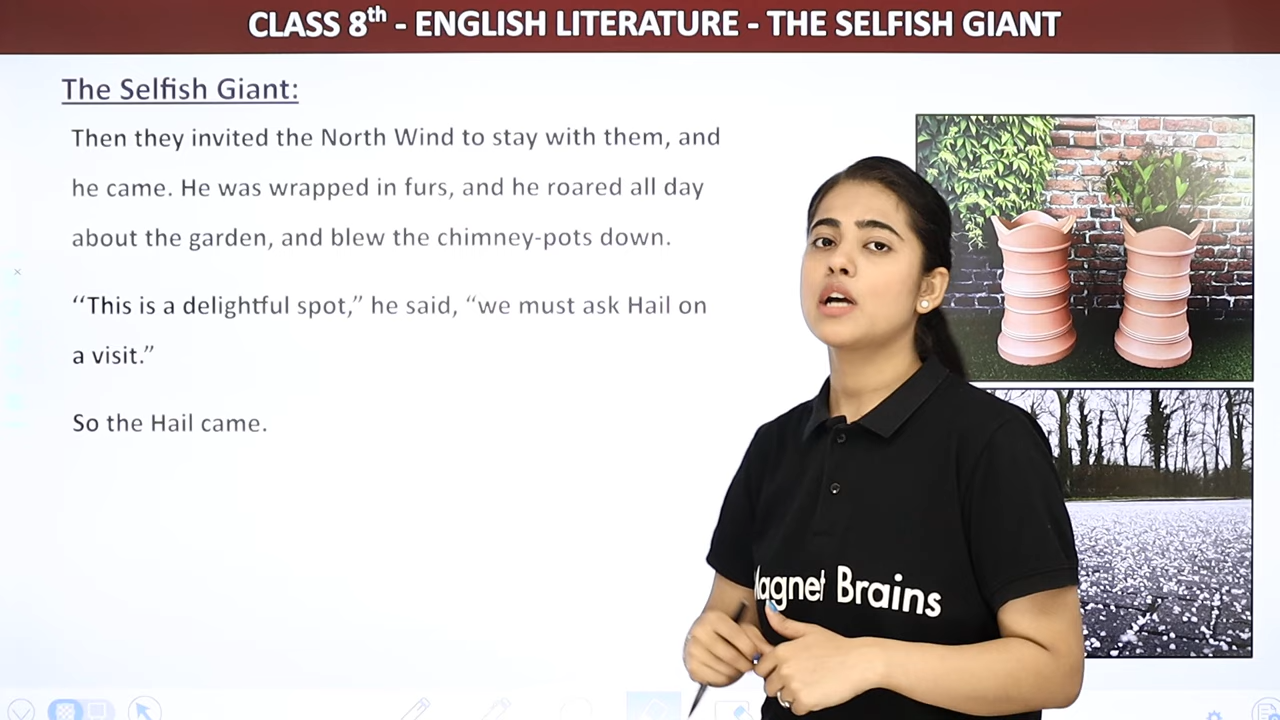 CLASS 8th - ENGLISH LITERATURE - THE SELFISH GIANT
The Selfish Giant:
Then they invited the North Wind to stay with them, and
he came. He was wrapped in furs, and he roared all day
about the garden, and blew the chimney-pots down.
‘‘This is a delightful spot,” he said, “we must ask Hail on
a visit.”
So the Hail came.
Magnet Brains